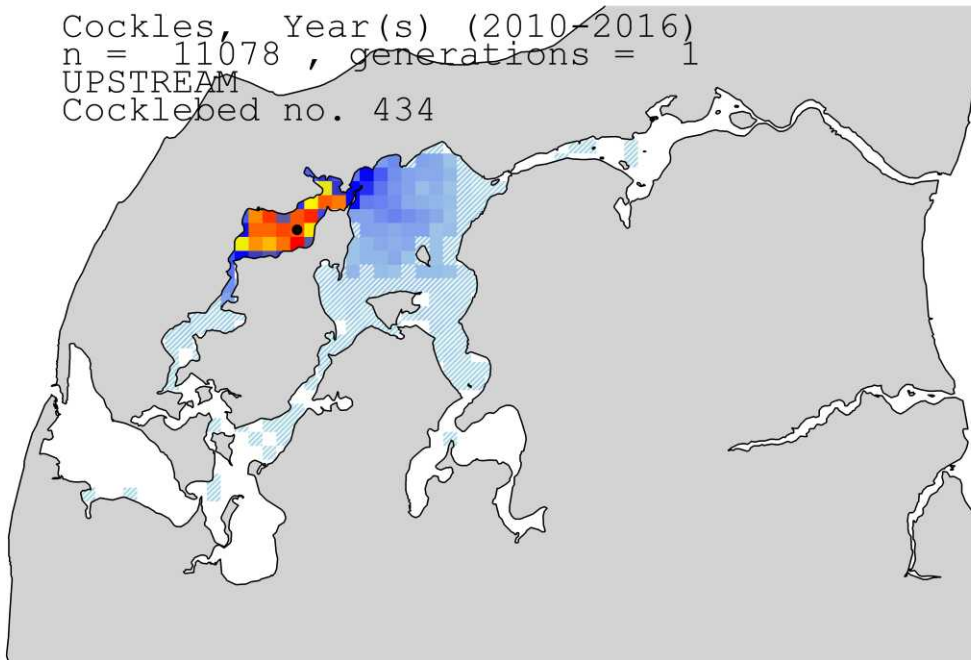 Cockles,  Year(s) (2010-2016)
n =  11078 , generations =  1
UPSTREAM
Cocklebed no. 434